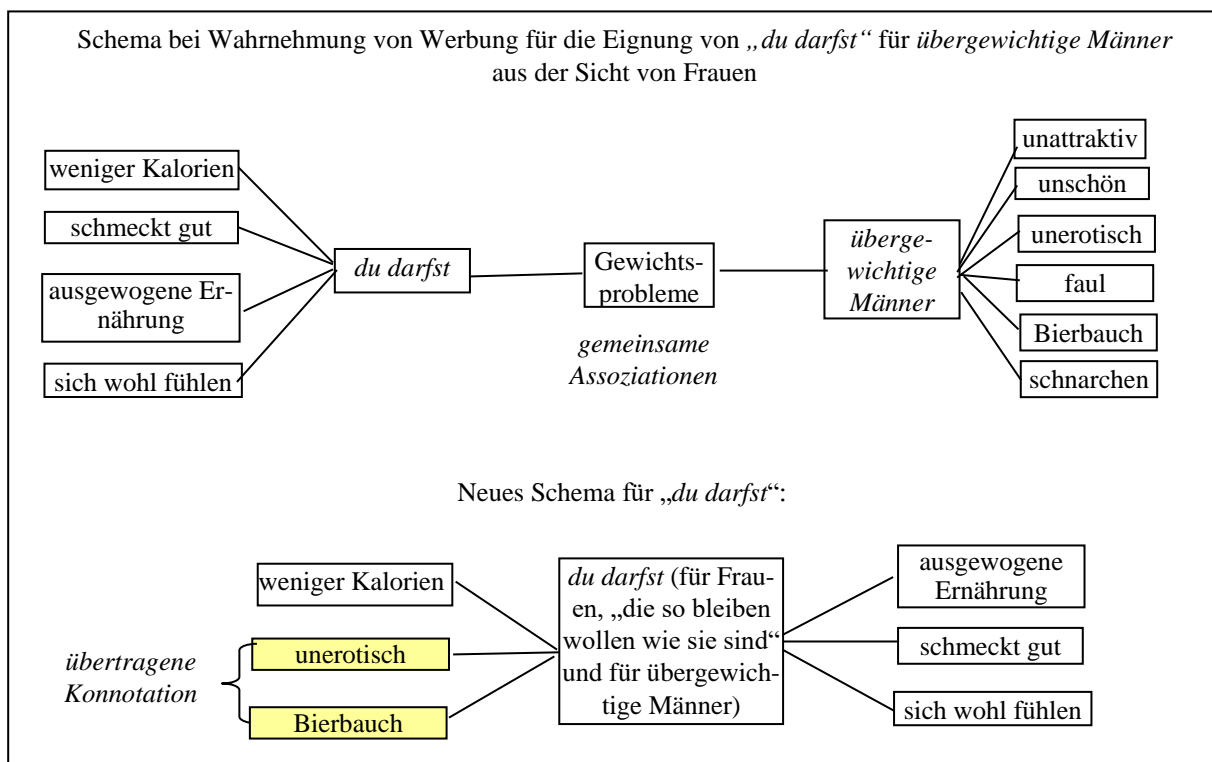 Schema bei Wahrnehmung von Werbung für die Eignung von „du darfst“ für übergewichtige Männer
aus der Sicht von Frauen
weniger Kalorien
schmeckt gut
ausgewogene Er-
nährung
sich wohl fühlen
du darfst
Gewichts-
probleme
gemeinsame
Assoziationen
überge-
wichtige
Männer
unattraktiv
unschön
unerotisch
faul
Bierbauch
schnarchen
Neues Schema für „du darfst“:
weniger Kalorien
übertragene
Konnotation
unerotisch
Bierbauch
du darfst (für Frau-
en, „die so bleiben
wollen wie sie sind“
und für übergewich-
tige Männer)
ausgewogene
Ernährung
schmeckt gut
sich wohl fühlen